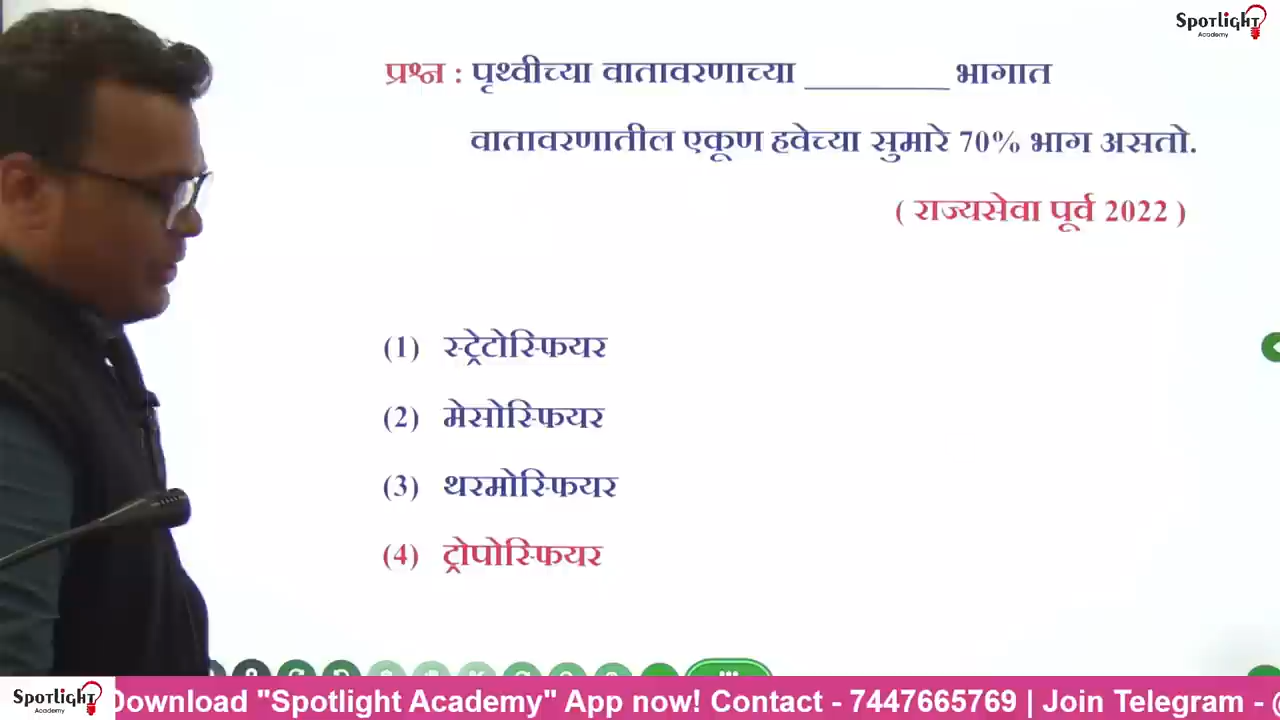 Spotlight
Academy
प्रश्न : पृथ्वीच्या वातावरणाच्या _________ भागात
वातावरणातील एकूण हवेच्या सुमारे 70% भाग असतो.
( राज्यसेवा पूर्व 2022 )
(1) स्ट्रेटोस्फियर
(2) मेसोस्फियर
(3) थरमोस्फियर
(4) ट्रोपोस्फियर
Spotlight
Academy
Download "Spotlight Academy" App now! Contact - 7447665769 | Join Telegram - @